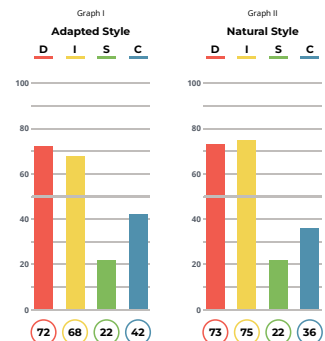 Graph I
Adapted Style
D I S C
100
80
60
40
20
0
72 68 22 42
Graph II
Natural Style
D I S C
100
80
60
40
20
0
73 75 22 36